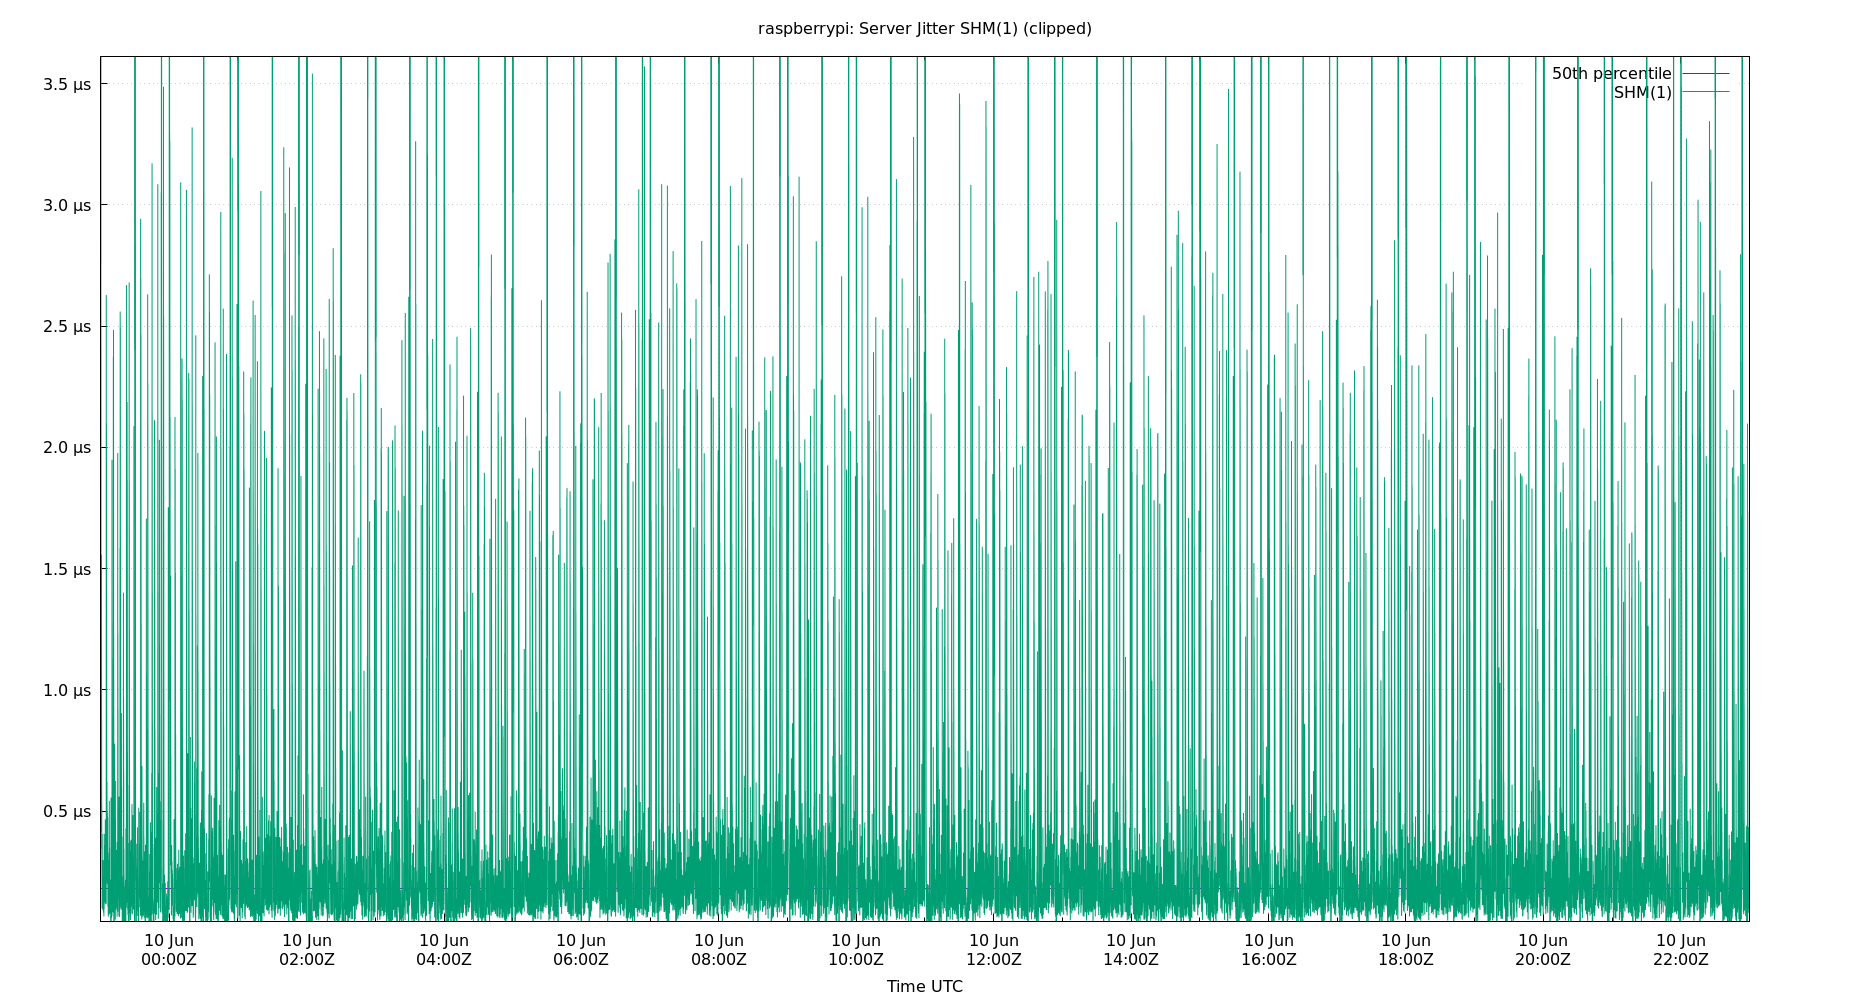 raspberrypi: Server Jitter SHM(1) (clipped)
50th percentile
SHM(1)
3.5 µs
3.0 µs
2.5 µs
2.0 µs
1.5 µs
1.0 µs
0.5 µs
10 Jun 10 Jun 10 Jun 10 Jun 10 Jun 10 Jun 10 Jun 10 Jun 10 Jun 10 Jun 10 Jun 10 Jun
00:00Z 02:00Z 04:00Z 06:00Z 08:00Z 10:00Z 12:00Z 14:00Z 16:00Z 18:00Z 20:00Z 22:00Z
Time UTC